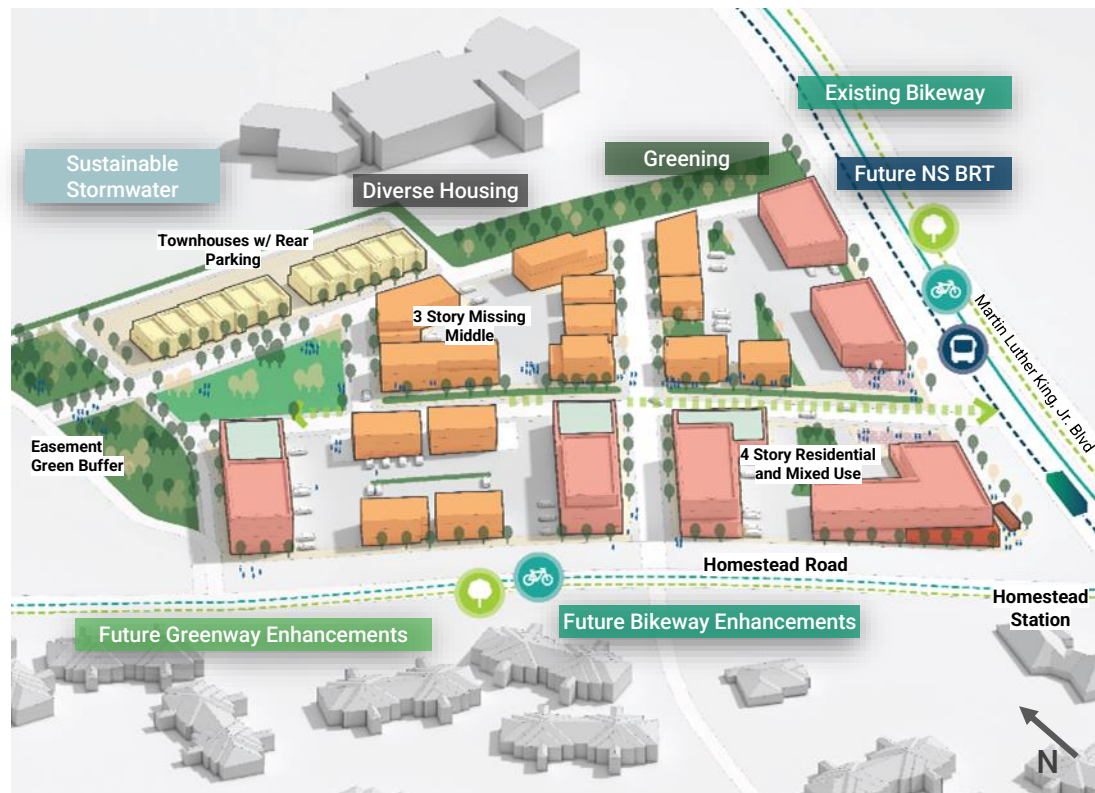 Existing Bikeway
Sustainable
Stormwater
Diverse Housing
Greening
Future NS BRT
Townhouses w/ Rear
Parking
3 Story Missing
Middle
Martin Luther King, Jr. Blvd
Easement
Green Buffer
4 Story Residential
and Mixed Use
Homestead Road
Homestead
Station
Future Greenway Enhancements
Future Bikeway Enhancements
N